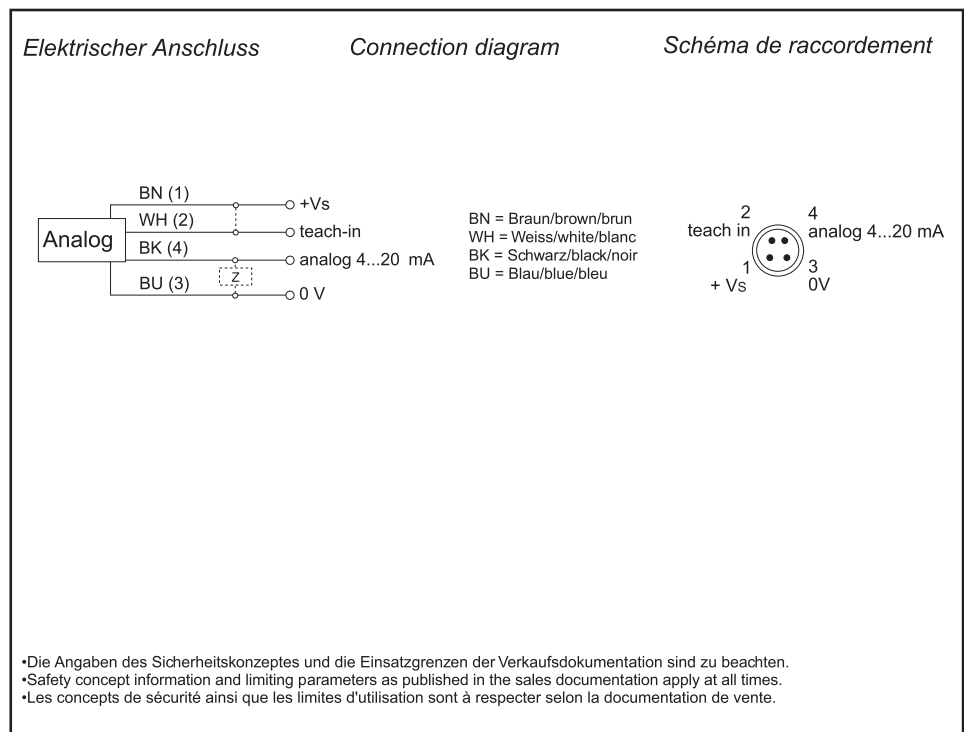 Elektrischer Anschluss
Connection diagram
Schéma de raccordement
BN (1)
+Vs
WH (2)
teach-in
Analog
BK (4)
analog 4...20 mA
Z
BU (3)
0 V
BN = Braun/brown/brun
WH = Weiss/white/blanc
BK = Schwarz/black/noir
BU = Blau/blue/bleu
2
teach in
4
analog 4...20 mA
1
+ Vs
3
0V
•Die Angaben des Sicherheitskonzeptes und die Einsatzgrenzen der Verkaufsdokumentation sind zu beachten.
•Safety concept information and limiting parameters as published in the sales documentation apply at all times.
•Les concepts de sécurité ainsi que les limites d'utilisation sont à respecter selon la documentation de vente.